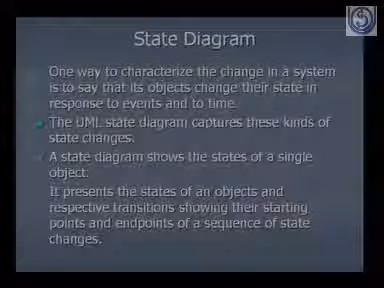 State Diagram
One way to characterize the change in a system
is to say that its objects change their state in
response to events and to time.
The UML state diagram captures these kinds of
state changes.
A state diagram shows the states of a single
object.
It presents the states of an objects and
respective transitions showing their starting
points and endpoints of a sequence of state
changes.